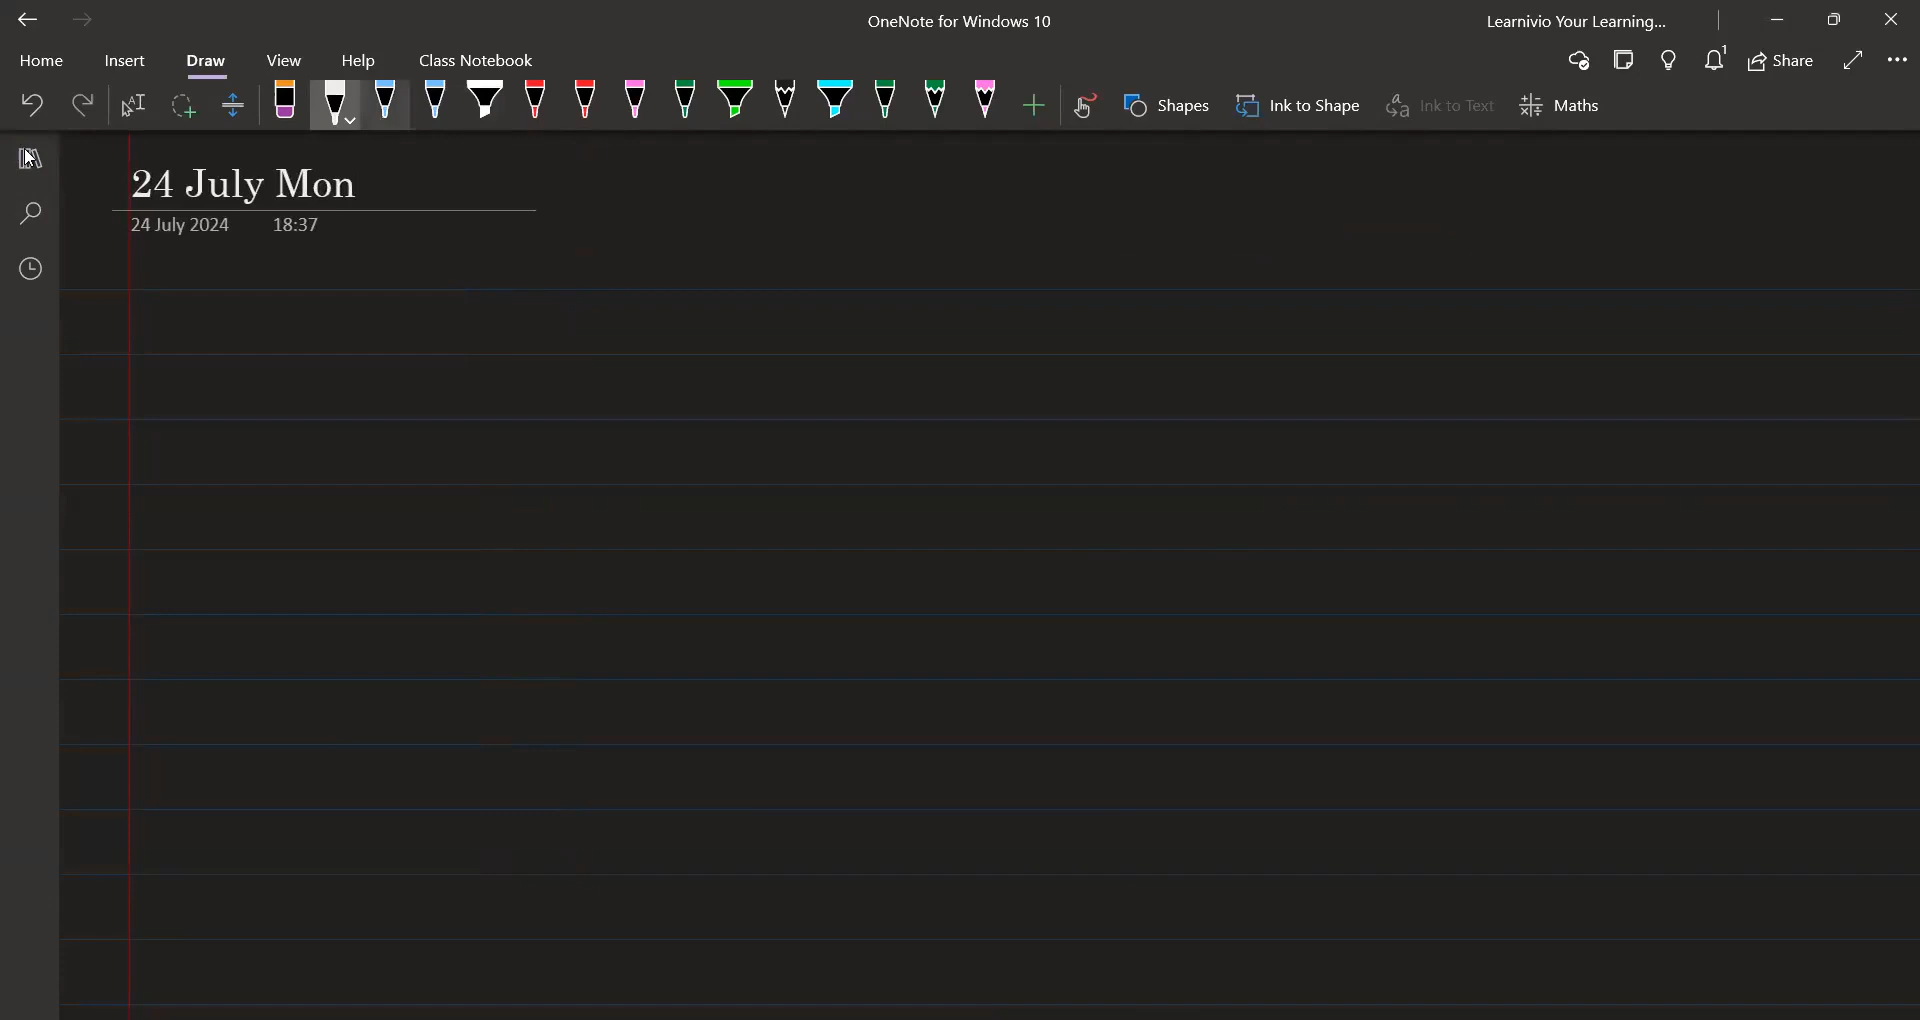 OneNote for Windows 10
Learnivio Your Learning...
Home Insert Draw View Help Class Notebook
1
Share
Shapes Ink to Shape Ink to Text Maths
24 July Mon
24 July 2024 18:37